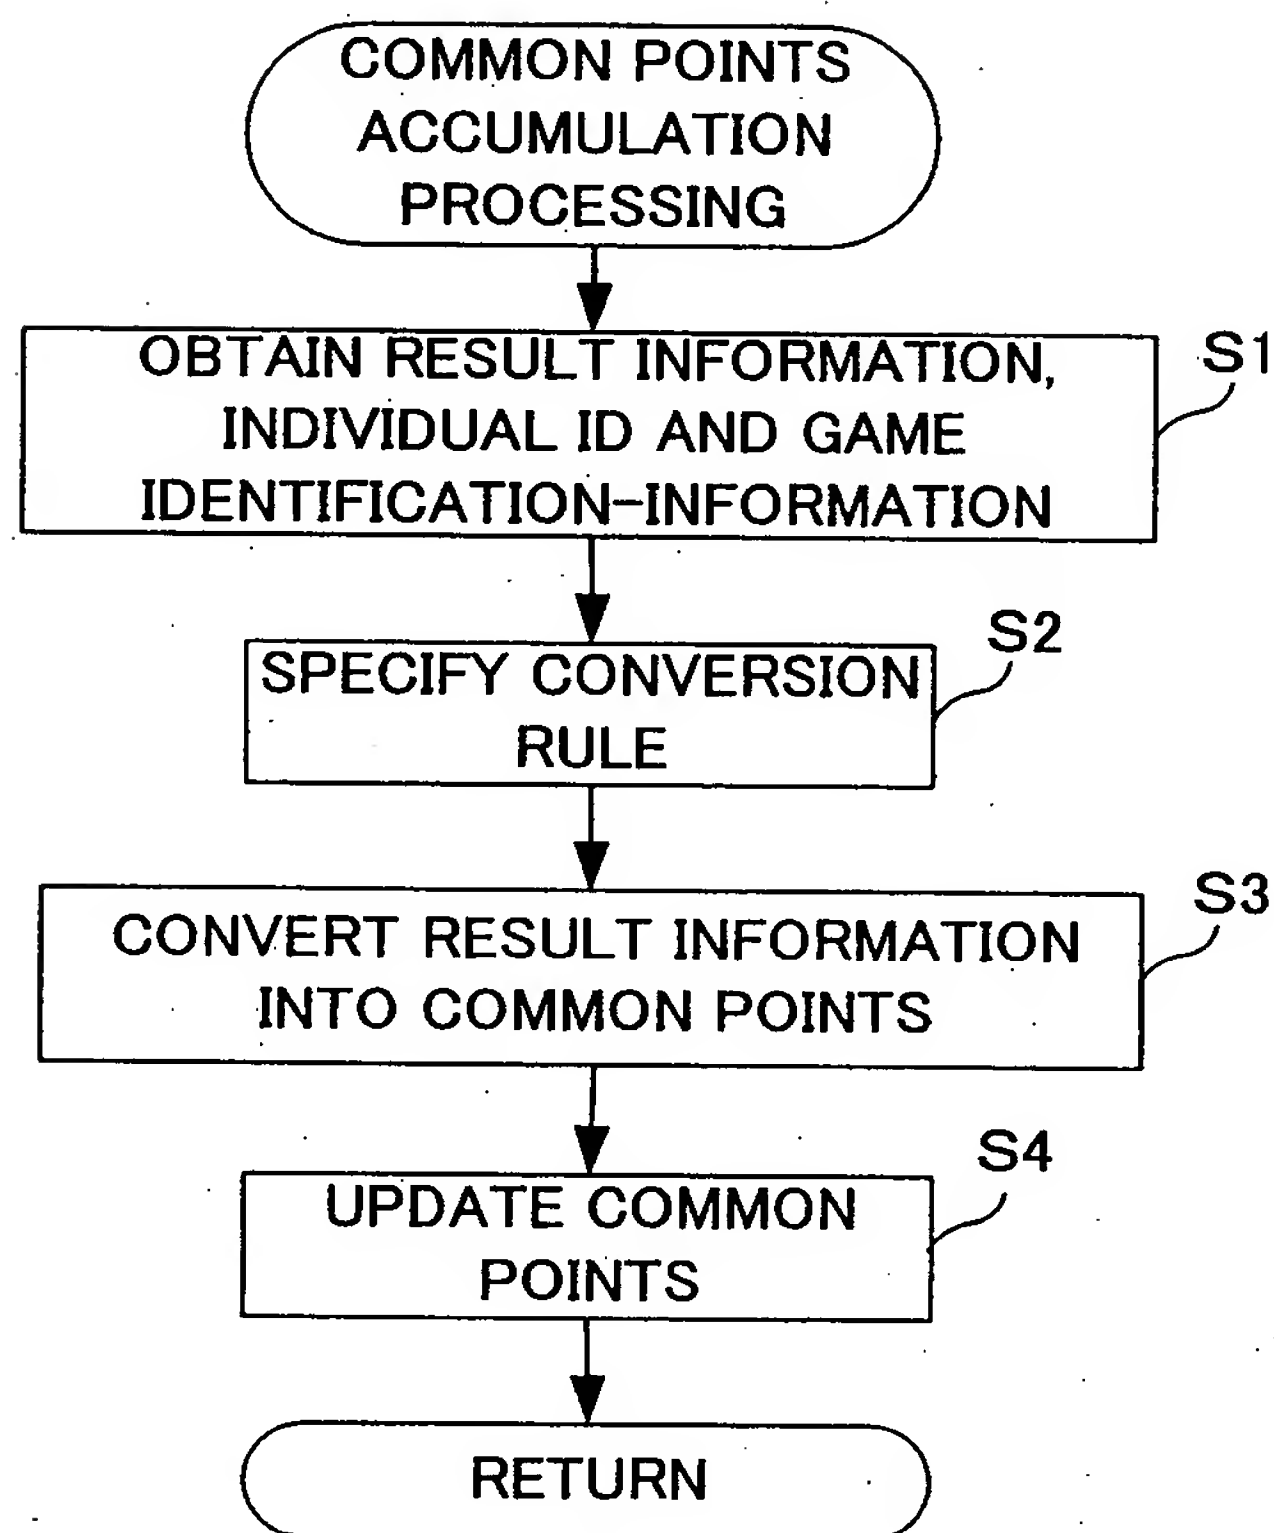 COMMON POINTS
ACCUMULATION
PROCESSING
OBTAIN RESULT INFORMATION,
INDIVIDUAL ID AND GAME
IDENTIFICATION-INFORMATION
S1
SPECIFY CONVERSION
RULE
S2
CONVERT RESULT INFORMATION
INTO COMMON POINTS
S3
UPDATE COMMON
POINTS
S4
RETURN